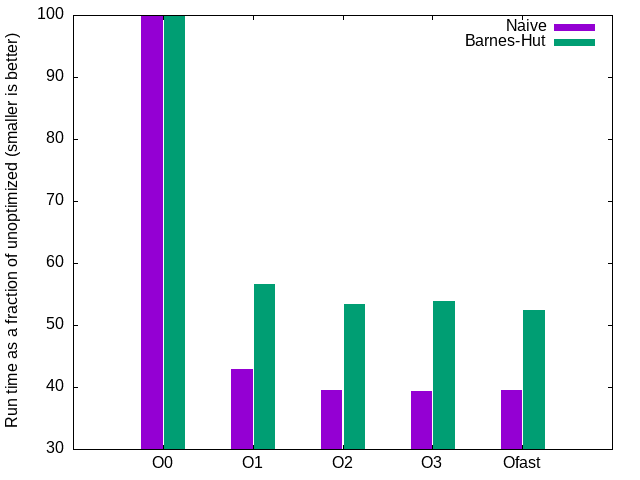 Run time as a fraction of unoptimized (smaller is better)
100
90
80
70
60
50
40
30
Naive
Barnes-Hut
O0 O1 O2 O3 Ofast